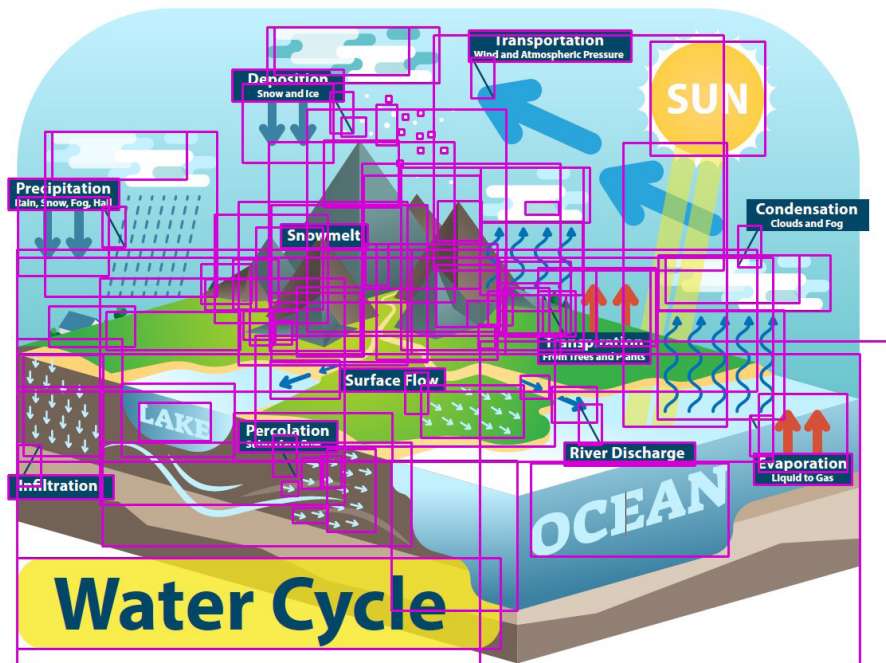 Transportation
Wind and Atmospheric Pressure
Deposition
Snow and Ice
SUN
Precipitation
Rain, Snow, Fog, Hail
Condensation
Clouds and Fog
Snowmelt
Transpiration
From Trees and Plants
Surface Flow
LAKE
Percolation
River Discharge
Evaporation
Liquid to Gas
Infiltration
OCEAN
Water Cycle